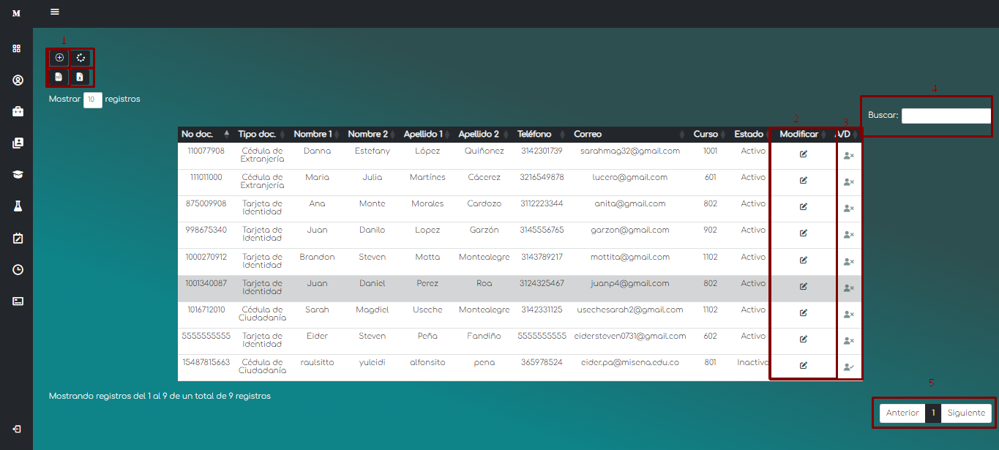 M
1
Mostrar 10 registros
4
Buscar:
2
3
No doc. Tipo doc. Nombre 1 Nombre 2 Apellido 1 Apellido 2 Teléfono Correo Curso Estado Modificar A/D
110077908 Cédula de Extranjería Danna Estefany López Quiñonez 3142301739 sarahmag32@gmail.com 1001 Activo
111011000 Cédula de Extranjería Maria Julia Martínes Cácerez 3216549878 lucero@gmail.com 601 Activo
875009908 Tarjeta de Identidad Ana Monte Morales Cardozo 3112223344 anita@gmail.com 802 Activo
998675340 Tarjeta de Identidad Juan Danilo Lopez Garzón 3145556765 garzon@gmail.com 902 Activo
1000270912 Tarjeta de Identidad Brandon Steven Motta Montealegre 3143789217 mottita@gmail.com 1102 Activo
1001340087 Tarjeta de Identidad Juan Daniel Perez Roa 3124325467 juanp4@gmail.com 802 Activo
1016712010 Cédula de Ciudadanía Sarah Magdiel Useche Montealegre 3142331125 usechesarah2@gmail.com 1102 Activo
5555555555 Tarjeta de Identidad Eider Steven Peña Fandiño 5555555555 eidersteven0731@gmail.com 602 Activo
15487815663 Cédula de Ciudadanía raulsitto yuleidi alfonsito pena 365978524 eider.pa@misena.edu.co 801 Inactivo
Mostrando registros del 1 al 9 de un total de 9 registros
5
Anterior 1 Siguiente